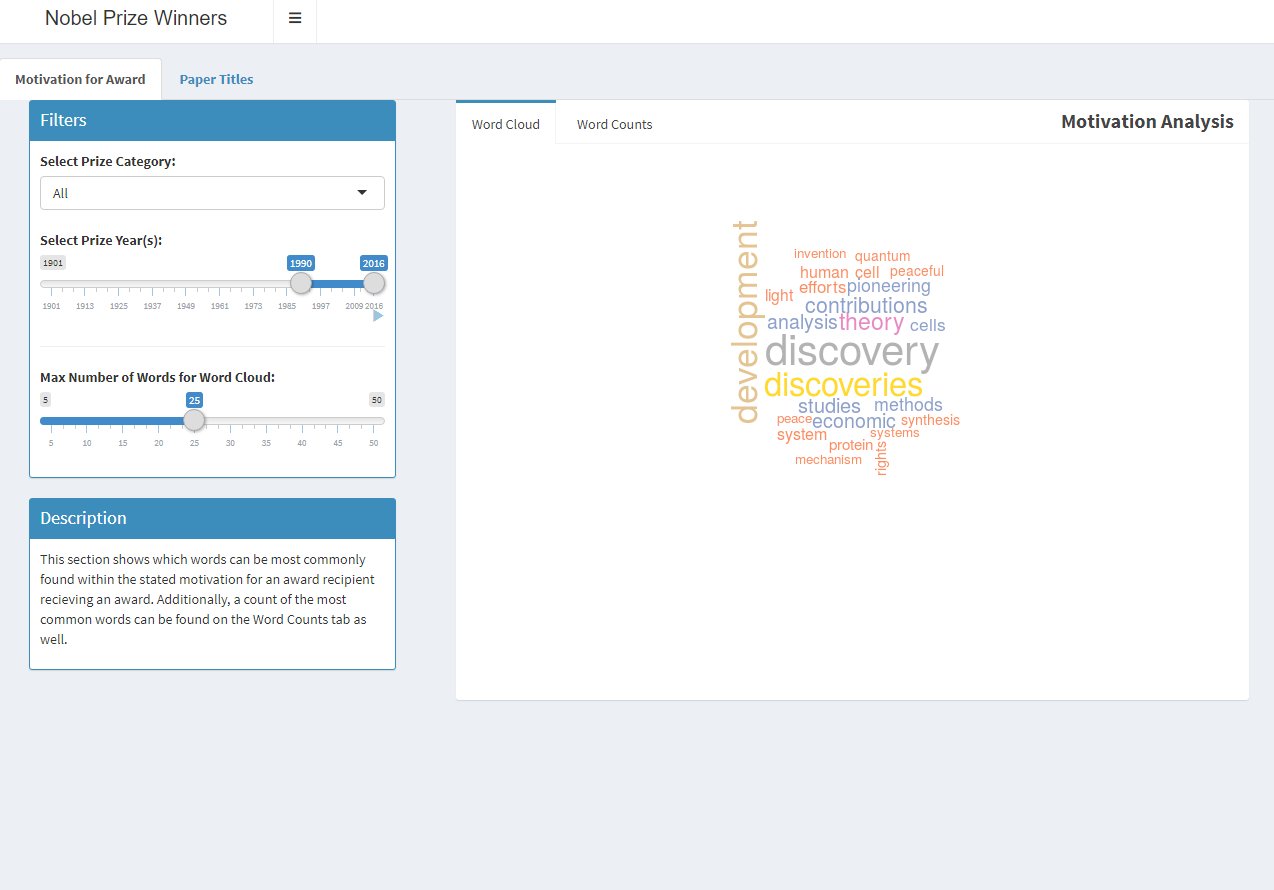 Nobel Prize Winners
Motivation for Award
Paper Titles
Filters
Select Prize Category:
All
Select Prize Year(s):
1901
1990
2016
1901 1913 1925 1937 1949 1961 1973 1985 1997 2009 2016
Max Number of Words for Word Cloud:
5
25
50
5 10 15 20 25 30 35 40 45 50
Description
This section shows which words can be most commonly
found within the stated motivation for an award recipient
recieving an award. Additionally, a count of the most
common words can be found on the Word Counts tab as
well.
Word Cloud
Word Counts
Motivation Analysis
development
invention quantum
human cell peaceful
efforts pioneering
light
contributions
analysis theory cells
discovery
discoveries
studies methods
peace economic synthesis
system systems
protein
mechanism
rights